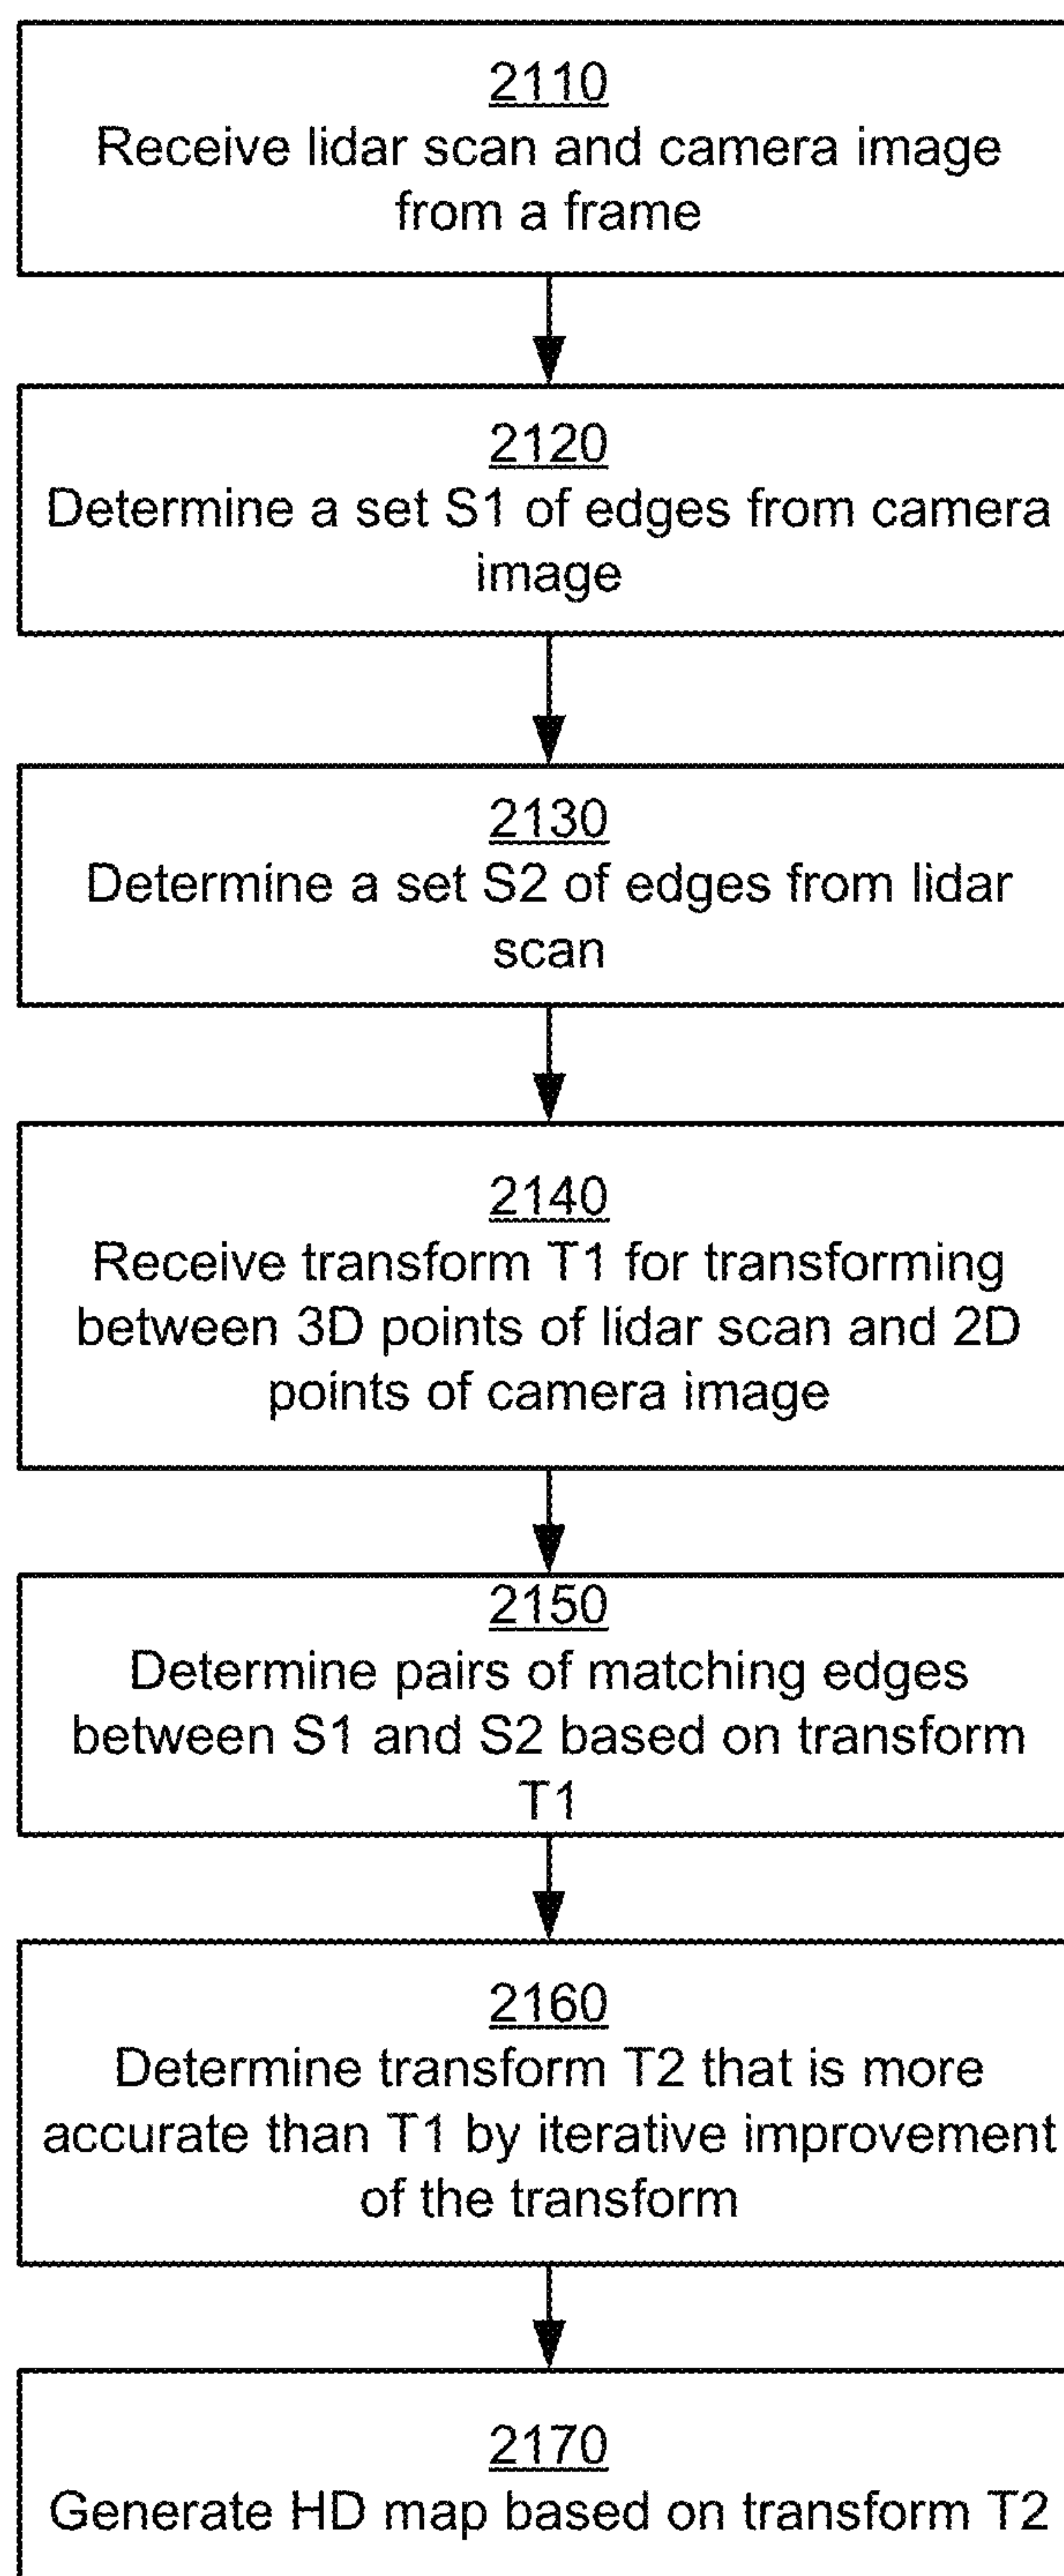 2110
Receive lidar scan and camera image
from a frame
2120
Determine a set S1 of edges from camera
image
2130
Determine a set S2 of edges from lidar
scan
2140
Receive transform T1 for transforming
between 3D points of lidar scan and 2D
points of camera image
2150
Determine pairs of matching edges
between S1 and S2 based on transform
T1
2160
Determine transform T2 that is more
accurate than T1 by iterative improvement
of the transform
2170
Generate HD map based on transform T2